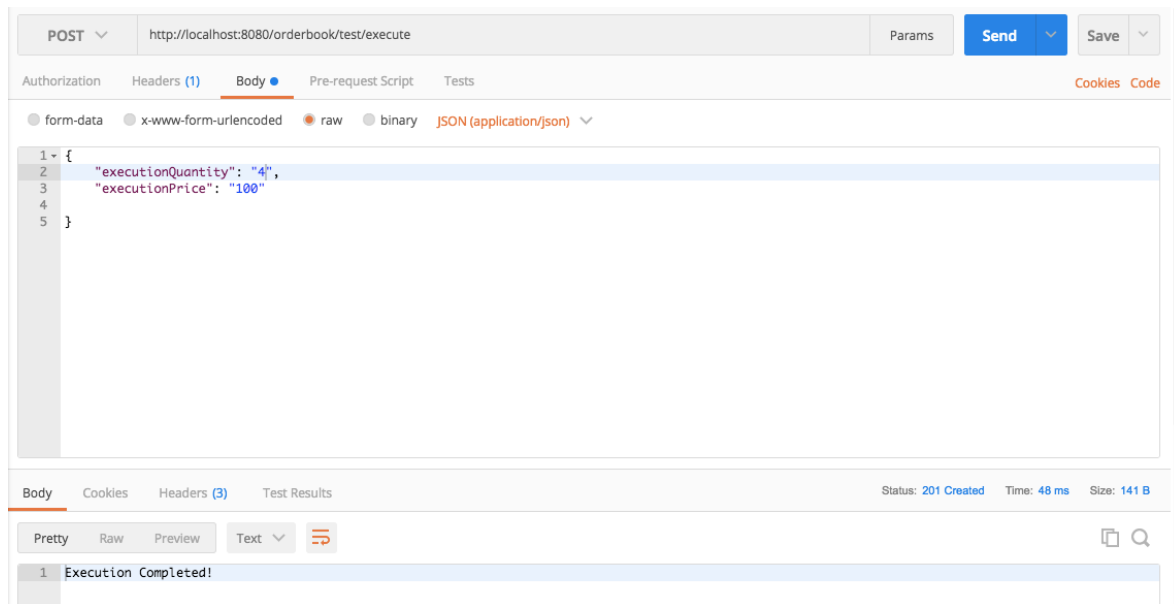 POST http://localhost:8080/orderbook/test/execute Params Send Save
Authorization Headers (1) Body Pre-request Script Tests Cookies Code
form-data x-www-form-urlencoded raw binary JSON (application/json)
1 {
2 "executionQuantity": "4",
3 "executionPrice": "100"
4
5 }
Body Cookies Headers (3) Test Results Status: 201 Created Time: 48 ms Size: 141 B
Pretty Raw Preview Text
1 Execution Completed!